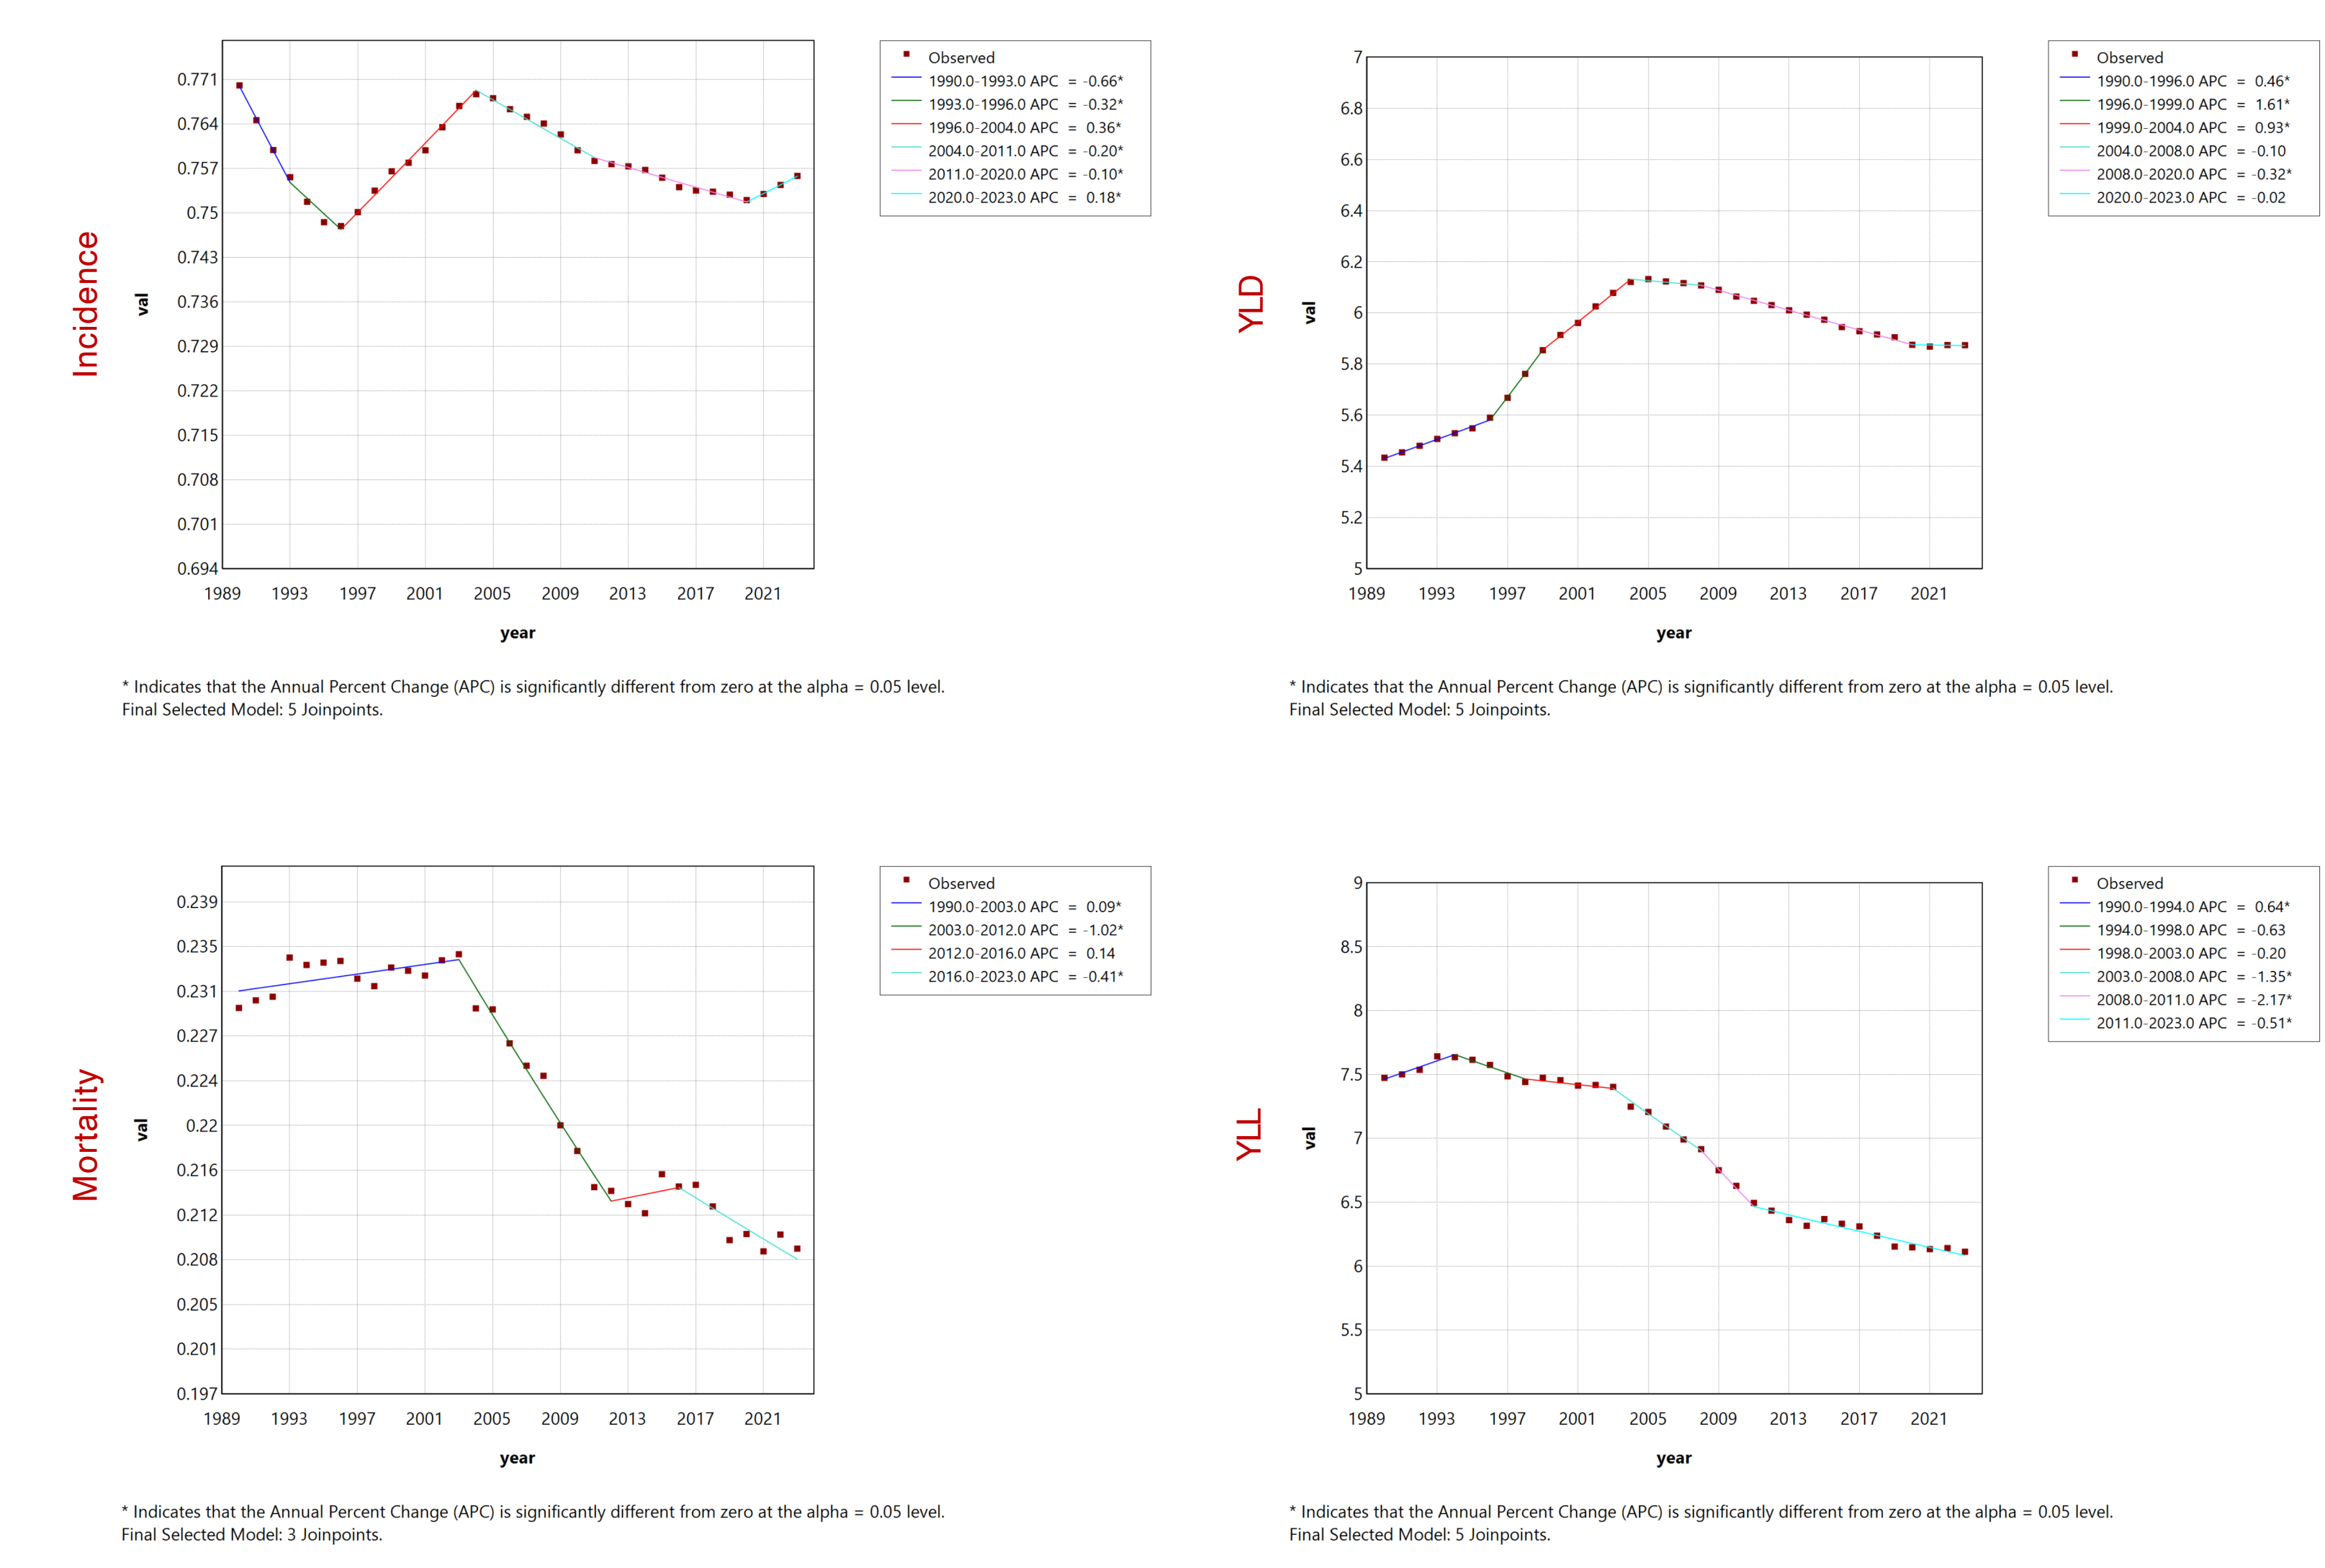 Incidence
val
0.771
0.764
0.757
0.75
0.743
0.736
0.729
0.722
0.715
0.708
0.701
0.694
1989 1993 1997 2001 2005 2009 2013 2017 2021
year
Observed
1990.0-1993.0 APC = -0.66*
1993.0-1996.0 APC = -0.32*
1996.0-2004.0 APC = 0.36*
2004.0-2011.0 APC = -0.20*
2011.0-2020.0 APC = -0.10*
2020.0-2023.0 APC = 0.18*
* Indicates that the Annual Percent Change (APC) is significantly different from zero at the alpha = 0.05 level.
Final Selected Model: 5 Joinpoints.
YLD
val
7
6.8
6.6
6.4
6.2
6
5.8
5.6
5.4
5.2
5
1989 1993 1997 2001 2005 2009 2013 2017 2021
year
Observed
1990.0-1996.0 APC = 0.46*
1996.0-1999.0 APC = 1.61*
1999.0-2004.0 APC = 0.93*
2004.0-2008.0 APC = -0.10
2008.0-2020.0 APC = -0.32*
2020.0-2023.0 APC = -0.02
* Indicates that the Annual Percent Change (APC) is significantly different from zero at the alpha = 0.05 level.
Final Selected Model: 5 Joinpoints.
Mortality
val
0.239
0.235
0.231
0.227
0.224
0.22
0.216
0.212
0.208
0.205
0.201
0.197
1989 1993 1997 2001 2005 2009 2013 2017 2021
year
Observed
1990.0-2003.0 APC = 0.09*
2003.0-2012.0 APC = -1.02*
2012.0-2016.0 APC = 0.14
2016.0-2023.0 APC = -0.41*
* Indicates that the Annual Percent Change (APC) is significantly different from zero at the alpha = 0.05 level.
Final Selected Model: 3 Joinpoints.
YLL
val
9
8.5
8
7.5
7
6.5
6
5.5
5
1989 1993 1997 2001 2005 2009 2013 2017 2021
year
Observed
1990.0-1994.0 APC = 0.64*
1994.0-1998.0 APC = -0.63
1998.0-2003.0 APC = -0.20
2003.0-2008.0 APC = -1.35*
2008.0-2011.0 APC = -2.17*
2011.0-2023.0 APC = -0.51*
* Indicates that the Annual Percent Change (APC) is significantly different from zero at the alpha = 0.05 level.
Final Selected Model: 5 Joinpoints.